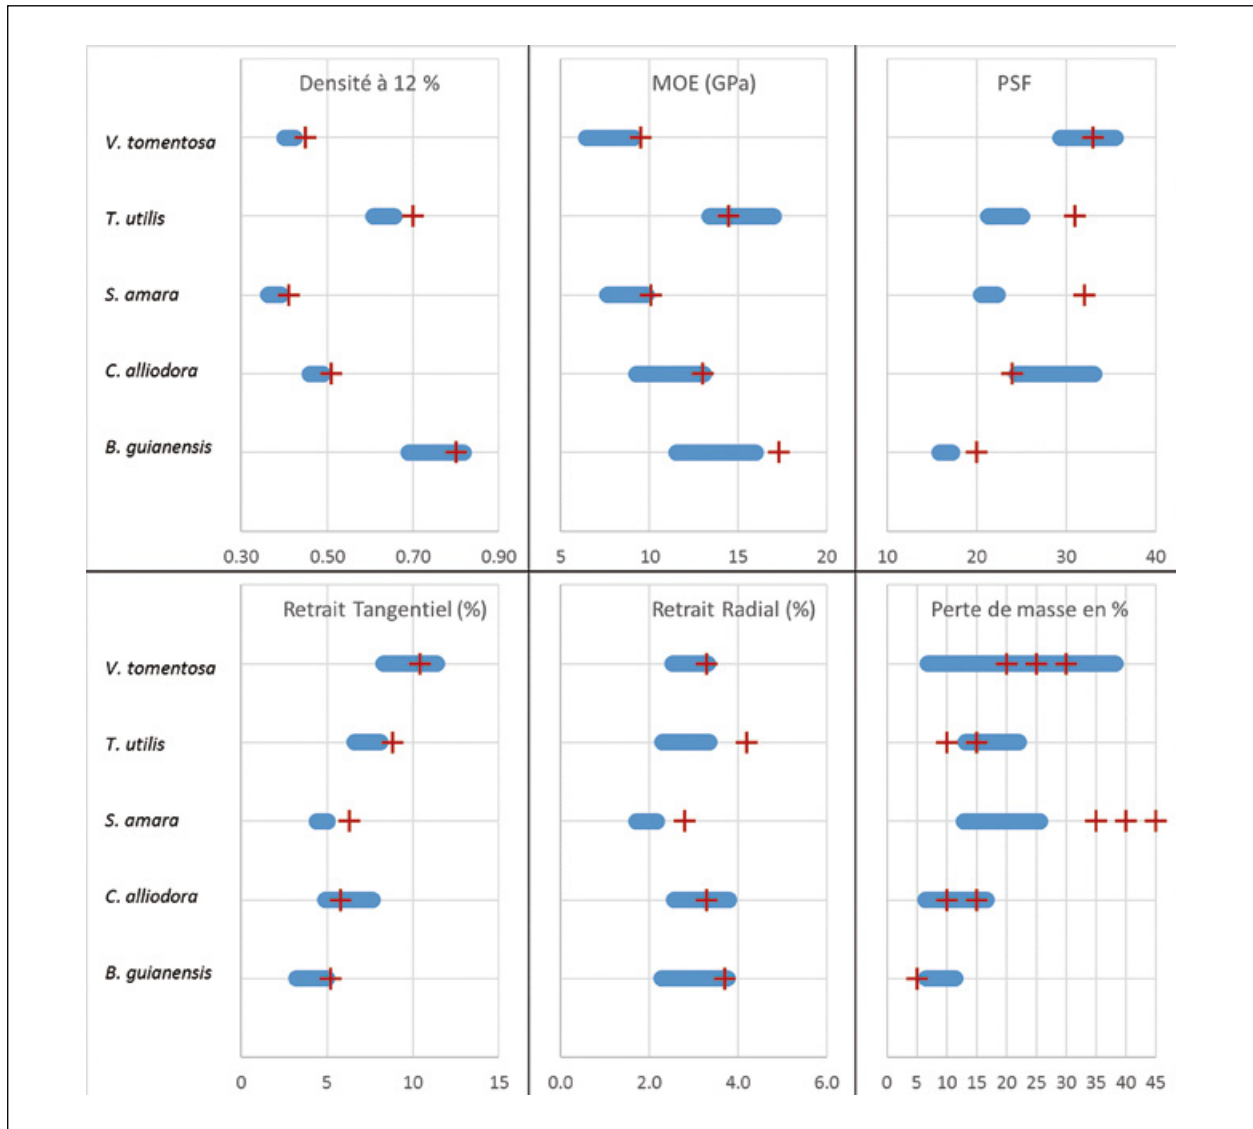 Densité à 12 % MOE (GPa) PSF
V. tomentosa
T. utilis
S. amara
C. alliodora
B. guianensis
0.30 0.50 0.70 0.90 5 10 15 20 10 20 30 40
Retrait Tangentiel (%) Retrait Radial (%) Perte de masse en %
V. tomentosa
T. utilis
S. amara
C. alliodora
B. guianensis
0 5 10 15 0.0 2.0 4.0 6.0 0 5 10 15 20 25 30 35 40 45